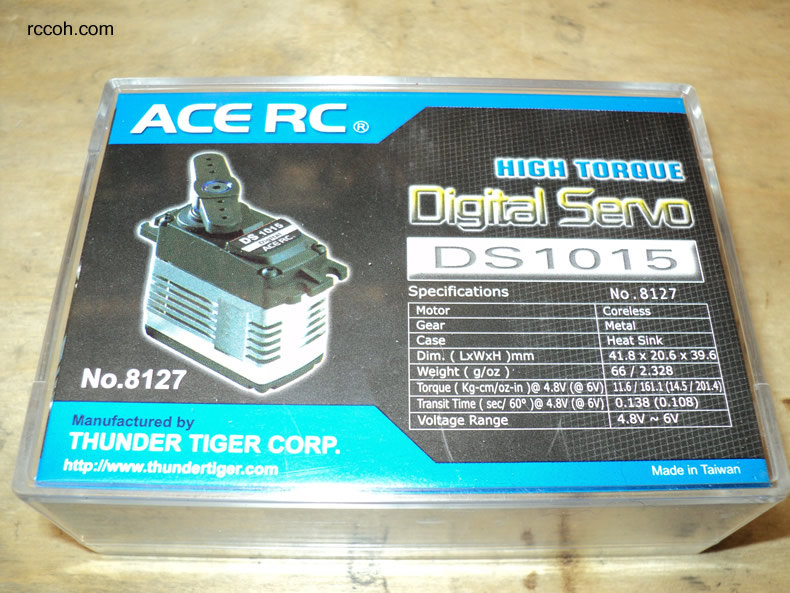 rccoh.com
ACE RC ®
HIGH TORQUE
Digital Servo
DS1015
DS 1015
ACE RC
No.8127
Specifications No.8127
Motor Coreless
Gear Metal
Case Heat Sink
Dim. ( LxWxH )mm 41.8 x 20.6 x 39.6
Weight ( g/oz ) 66 / 2.328
Torque ( Kg-cm/oz-in )@ 4.8V (@ 6V) 11.6 / 161.1 (14.5 / 201.4)
Transit Time ( sec/ 60° )@ 4.8V (@ 6V) 0.138 (0.108)
Voltage Range 4.8V ~ 6V
Manufactured by
THUNDER TIGER CORP.
http://www.thundertiger.com
Made in Taiwan